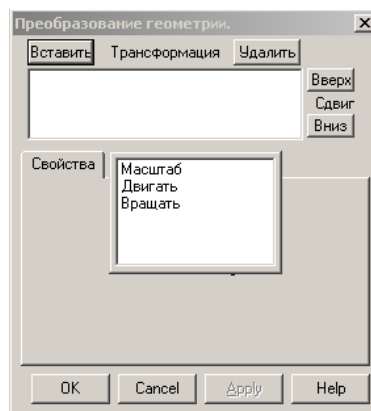 Преобразование геометрии.
Вставить Трансформация Удалить
Вверх
Сдвиг
Вниз
Свойства
Масштаб
Двигать
Вращать
OK Cancel Apply Help